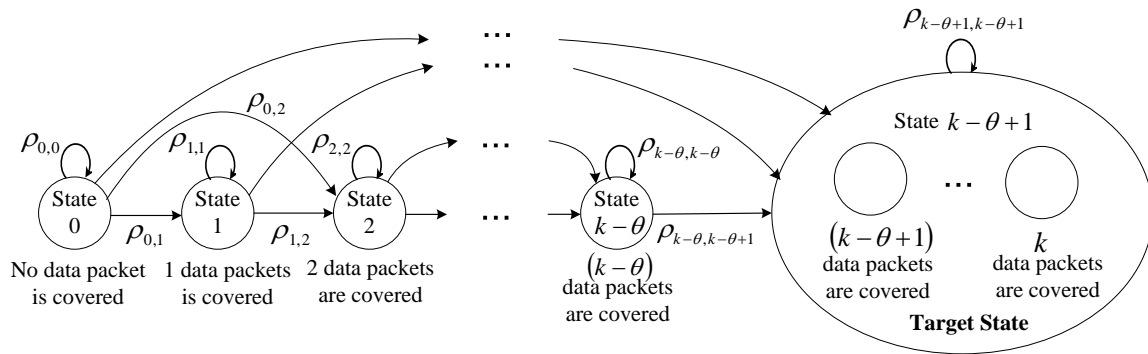 ...
...
...
...
...
ρ_{k−θ+1,k−θ+1}
ρ_{0,0}
ρ_{0,2}
ρ_{1,1}
ρ_{2,2}
ρ_{k−θ,k−θ}
State 0
State 1
State 2
State k−θ
State k−θ+1
ρ_{0,1}
ρ_{1,2}
ρ_{k−θ,k−θ+1}
No data packet
is covered
1 data packets
is covered
2 data packets
are covered
(k−θ)
data packets
are covered
(k−θ+1)
data packets
are covered
k
data packets
are covered
Target State